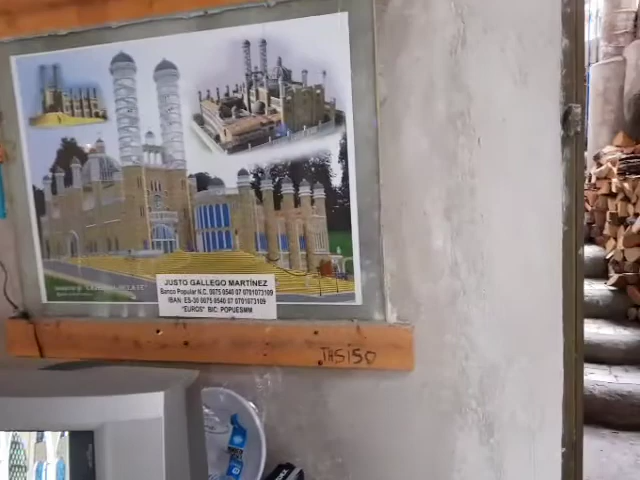 JUSTO GALLEGO MARTÍNEZ
Banco Popular N.C. 0075 0540 07 0701073109
IBAN: ES-30 0075 0540 07 0701073109
"EUROS" BIC: POPUESMM